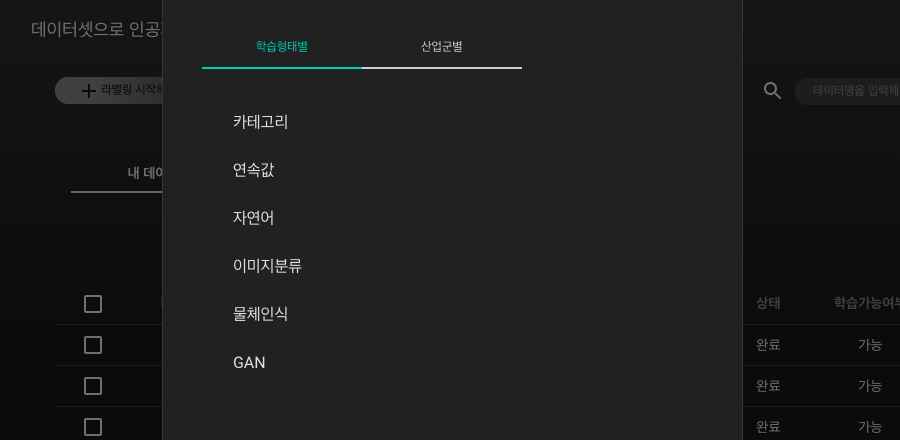 데이터셋으로 인공
학습형태별
산업군별
라벨링 시작
데이터명을 입력해
카테고리
연속값
내 데이
자연어
이미지분류
상태
학습가능여부
물체인식
완료
가능
GAN
완료
가능
완료
가능